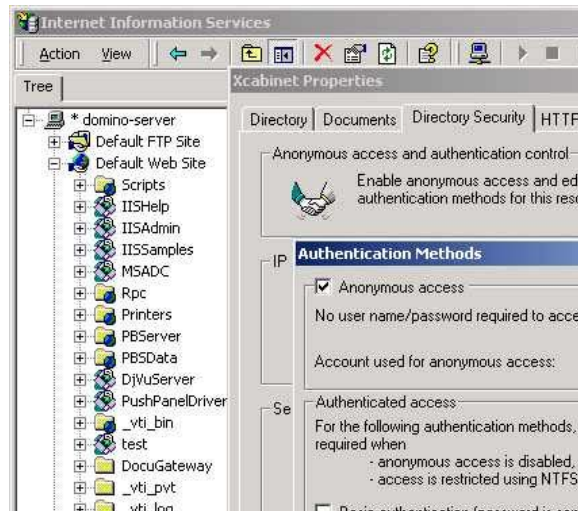 Internet Information Services
Action View
Tree
* domino-server
Default FTP Site
Default Web Site
Scripts
IISHelp
IISAdmin
IISSamples
MSADC
Rpc
Printers
PBServer
PBSData
DjVuServer
PushPanelDriver
_vti_bin
test
DocuGateway
_vti_pvt
_vti_log
Xcabinet Properties
Directory Documents Directory Security HTTF
Anonymous access and authentication control
Enable anonymous access and ed
authentication methods for this reso
IP
Authentication Methods
Anonymous access
No user name/password required to acce
Account used for anonymous access:
Se
Authenticated access
For the following authentication methods,
required when
- anonymous access is disabled,
- access is restricted using NTFS